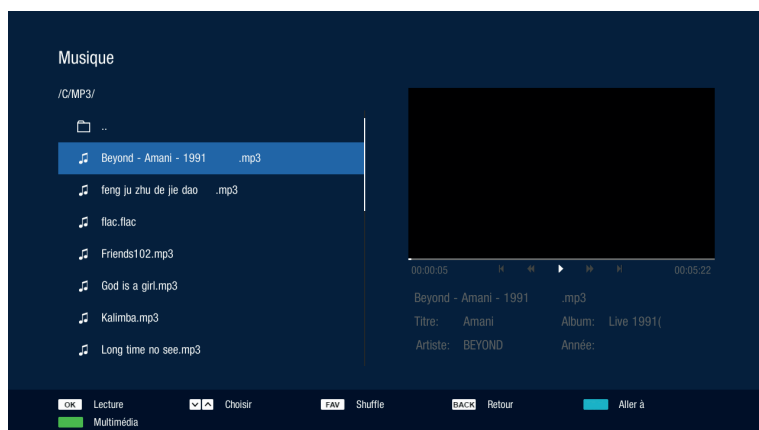 Musique
/C/MP3/
..
Beyond - Amani - 1991 .mp3
feng ju zhu de jie dao .mp3
flac.flac
Friends102.mp3
God is a girl.mp3
Kalimba.mp3
Long time no see.mp3
00:00:05 00:05:22
Beyond - Amani - 1991 .mp3
Titre: Amani Album: Live 1991(
Artiste: BEYOND Année:
OK Lecture Choisir FAV Shuffle BACK Retour Aller à
Multimédia